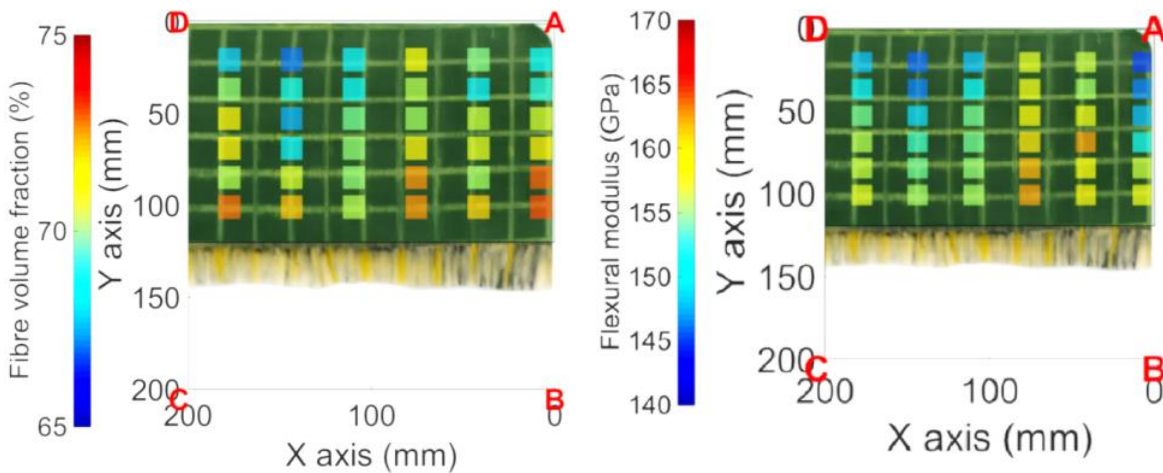 Fibre volume fraction (%)
75
70
65
Y axis (mm)
0
50
100
150
200
D
A
C
B
200
100
0
X axis (mm)
Flexural modulus (GPa)
170
165
160
155
150
145
140
Y axis (mm)
0
50
100
150
200
D
A
C
B
200
100
0
X axis (mm)